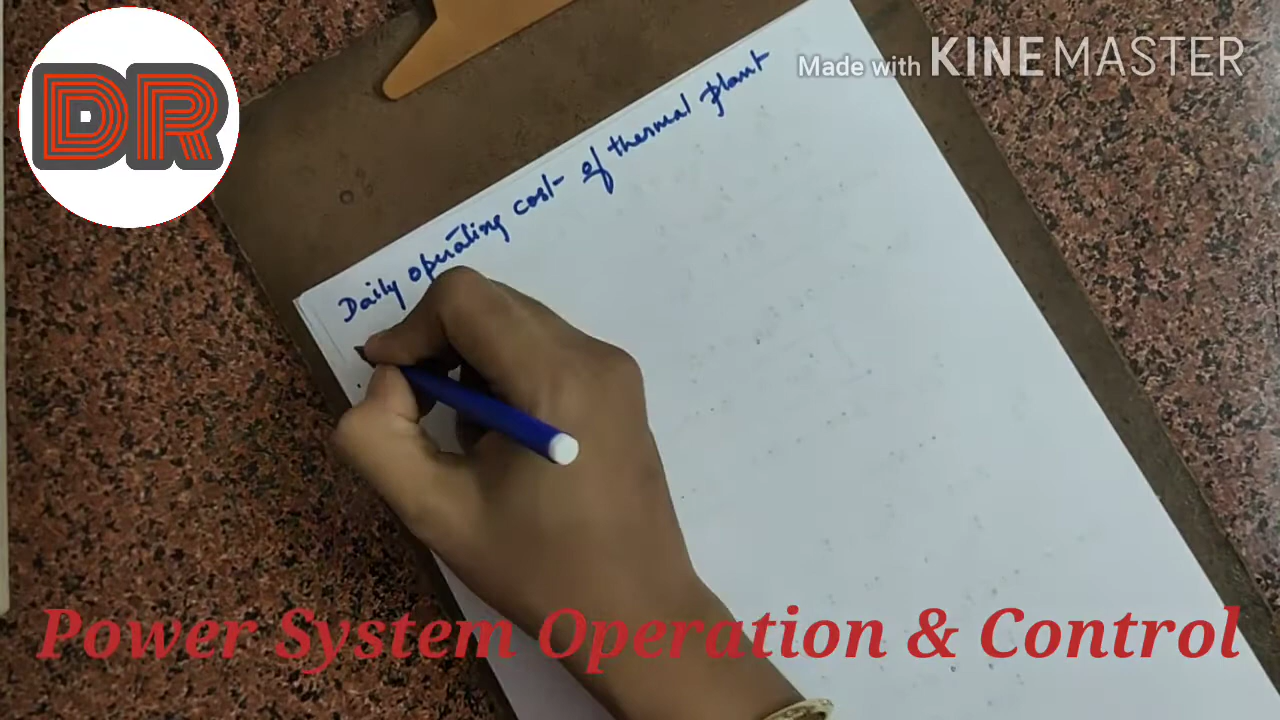 DR
Made with KINEMASTER
Daily operating cost of thermal plant
Power System Operation & Control